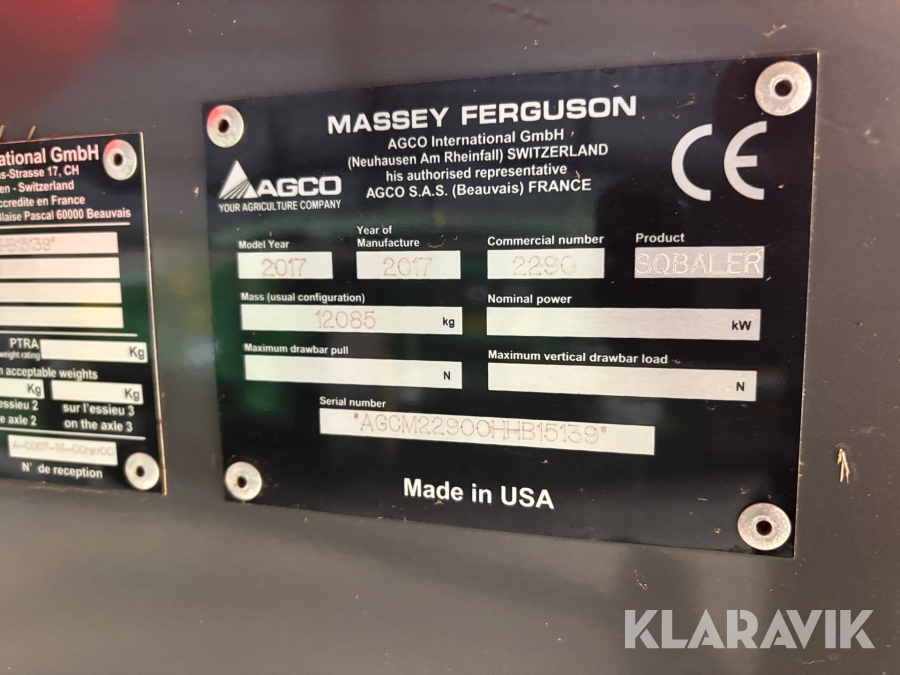 ational GmbH
s-Strasse 17, CH
en - Switzerland
ccredite en France
Blaise Pascal 60000 Beauvais
HB15139*
PTRA
weight rating
Kg
acceptable weights
Kg
Kg
essieu 2
sur l'essieu 3
axle 2
on the axle 3
N° de reception
MASSEY FERGUSON
AGCO International GmbH
(Neuhausen Am Rheinfall) SWITZERLAND
his authorised representative
AGCO S.A.S. (Beauvais) FRANCE
CE
AGCO
YOUR AGRICULTURE COMPANY
Model Year
Year of
Manufacture
Commercial number
Product
2017
2017
2290
SQBALER
Mass (usual configuration)
Nominal power
12085 kg
kW
Maximum drawbar pull
Maximum vertical drawbar load
N
N
Serial number
*AGCM22900HHB15139*
Made in USA
KLARAVIK